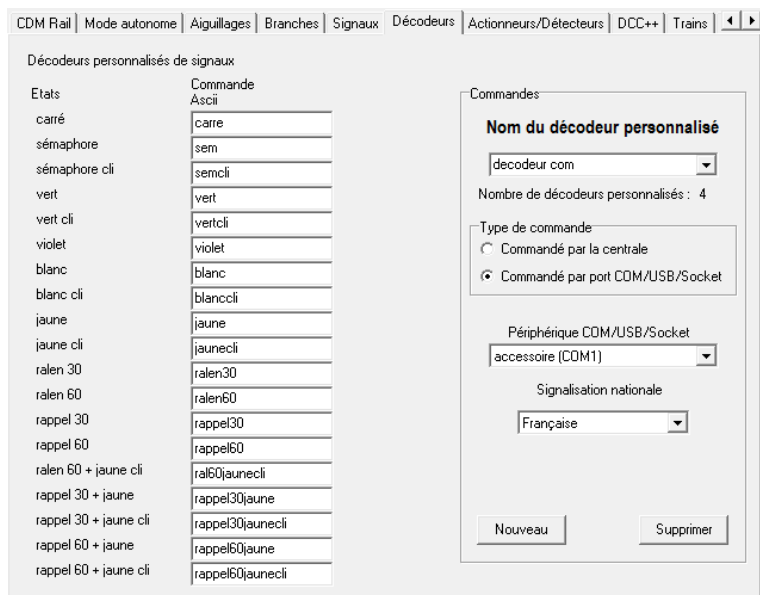 CDM Rail Mode autonome Aiguillages Branches Signaux Décodeurs Actionneurs/Détecteurs DCC++ Trains
Décodeurs personnalisés de signaux
Etats Commande Ascii
carré carre
sémaphore sem
sémaphore cli semcli
vert vert
vert cli vertcli
violet violet
blanc blanc
blanc cli blanccli
jaune jaune
jaune cli jaunecli
ralen 30 ralen30
ralen 60 ralen60
rappel 30 rappel30
rappel 60 rappel60
ralen 60 + jaune cli ral60jaunecli
rappel 30 + jaune rappel30jaune
rappel 30 + jaune cli rappel30jaunecli
rappel 60 + jaune rappel60jaune
rappel 60 + jaune cli rappel60jaunecli
Commandes
Nom du décodeur personnalisé
decodeur com
Nombre de décodeurs personnalisés : 4
Type de commande
Commandé par la centrale
Commandé par port COM/USB/Socket
Périphérique COM/USB/Socket
accessoire (COM1)
Signalisation nationale
Française
Nouveau Supprimer